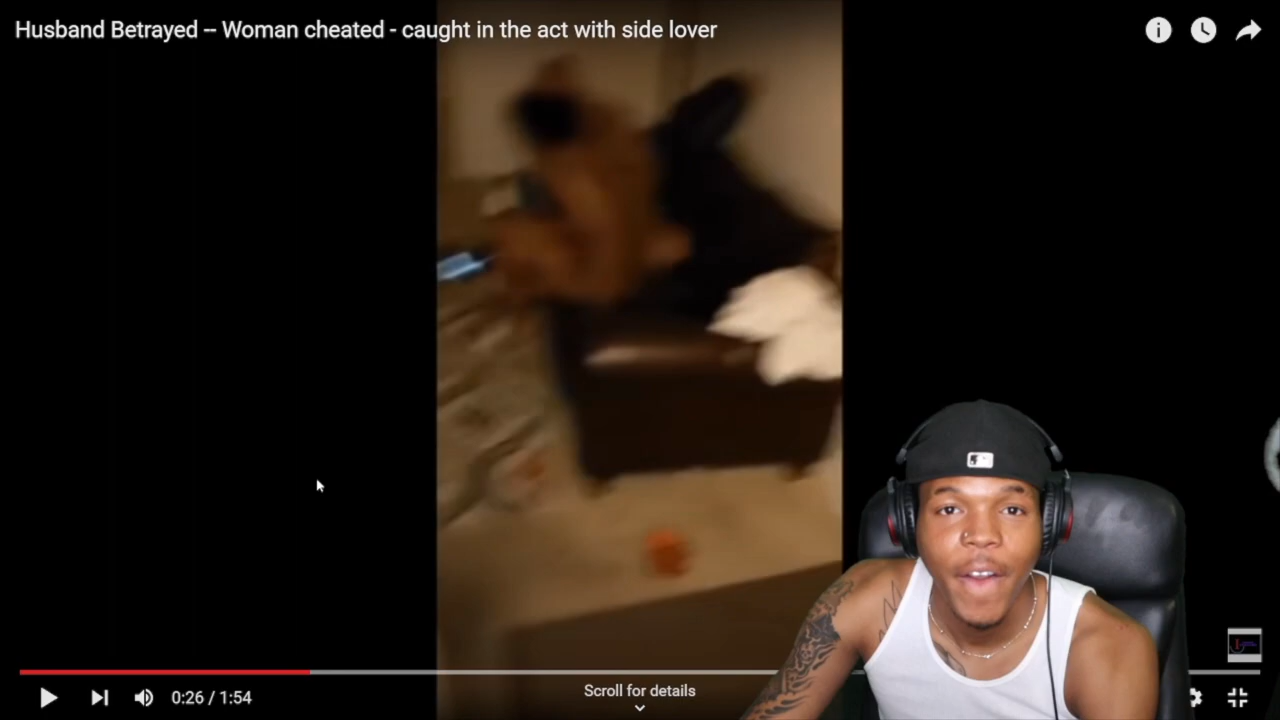 Husband Betrayed -- Woman cheated - caught in the act with side lover
0:26 / 1:54
Scroll for details